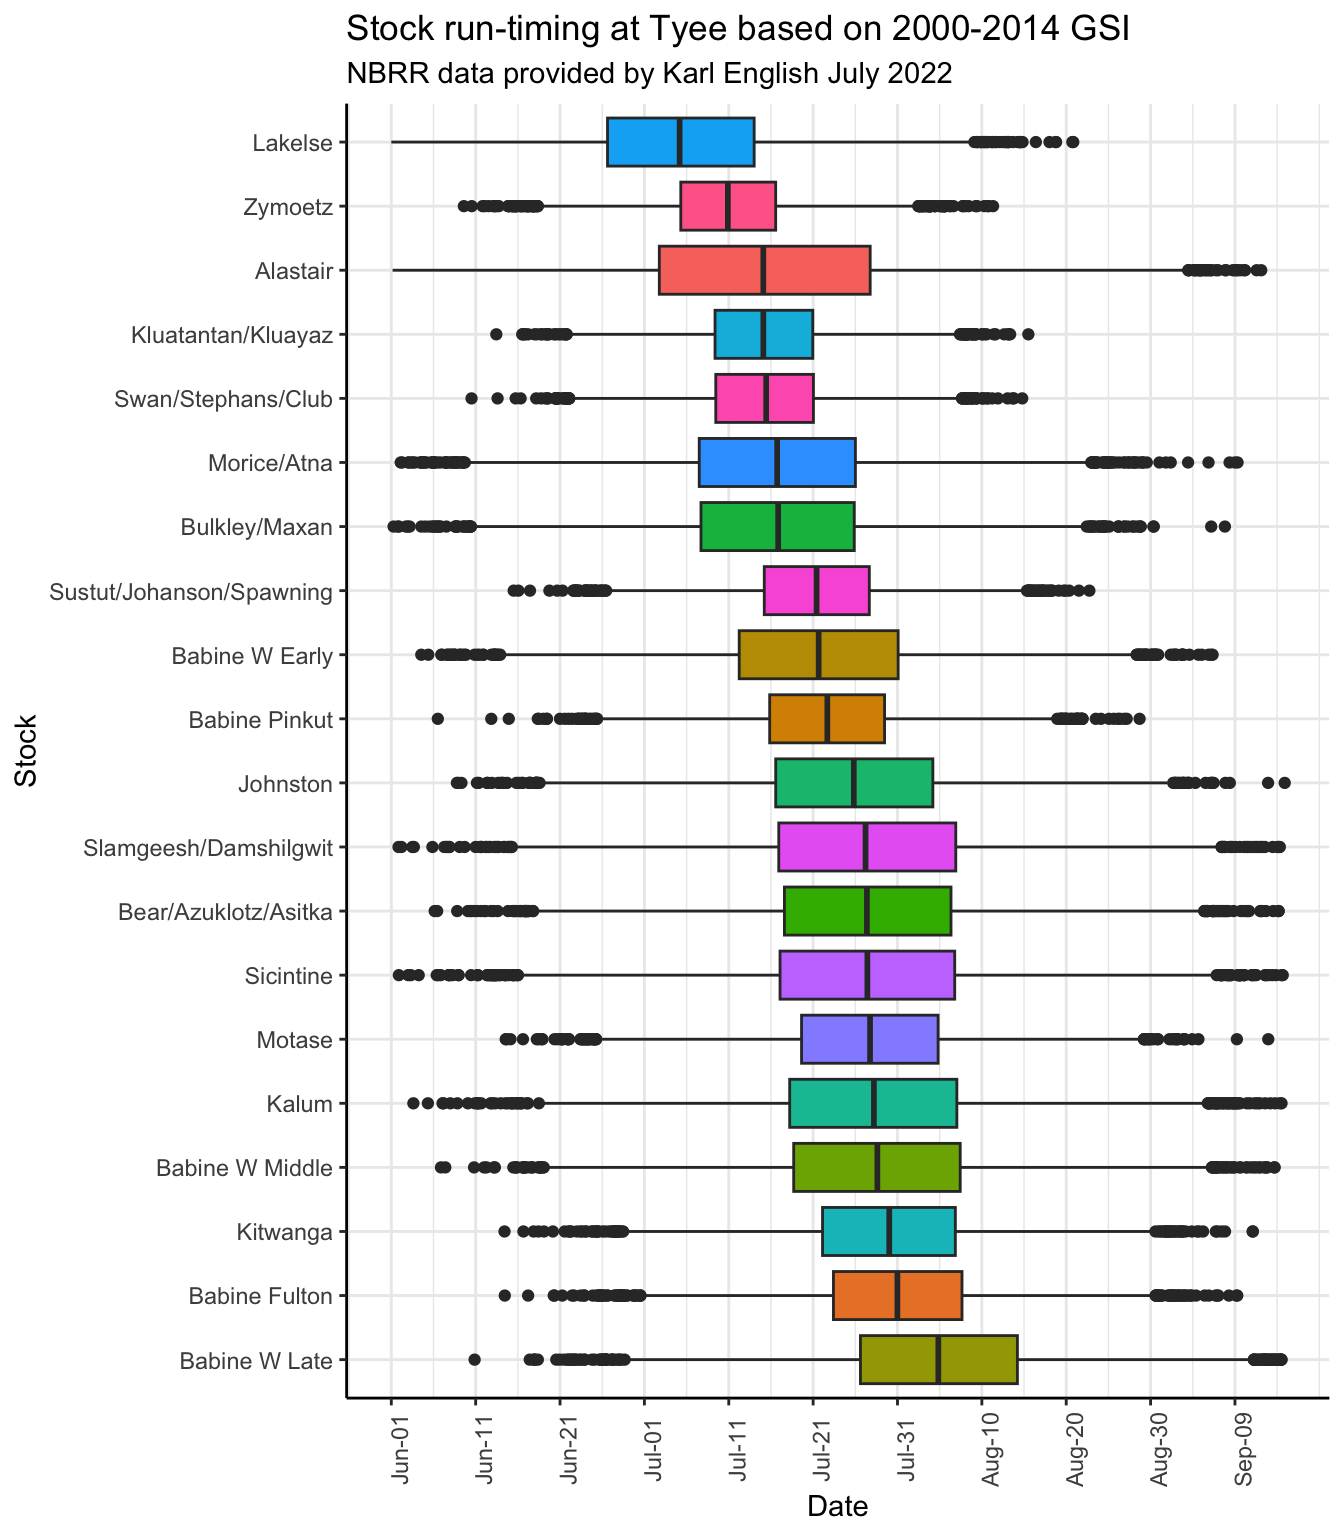 Stock run-timing at Tyee based on 2000-2014 GSI
NBRR data provided by Karl English July 2022
Stock
Lakelse
Zymoetz
Alastair
Kluatantan/Kluayaz
Swan/Stephans/Club
Morice/Atna
Bulkley/Maxan
Sustut/Johanson/Spawning
Babine W Early
Babine Pinkut
Johnston
Slamgeesh/Damshilgwit
Bear/Azuklotz/Asitka
Sicintine
Motase
Kalum
Babine W Middle
Kitwanga
Babine Fulton
Babine W Late
Jun-01
Jun-11
Jun-21
Jul-01
Jul-11
Jul-21
Jul-31
Aug-10
Aug-20
Aug-30
Sep-09
Date